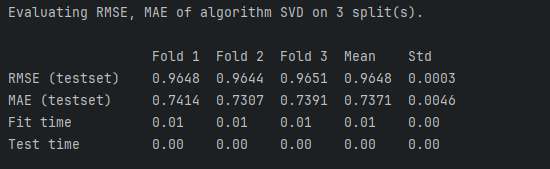 Evaluating RMSE, MAE of algorithm SVD on 3 split(s).
Fold 1 Fold 2 Fold 3 Mean Std
RMSE (testset) 0.9648 0.9644 0.9651 0.9648 0.0003
MAE (testset) 0.7414 0.7307 0.7391 0.7371 0.0046
Fit time 0.01 0.01 0.01 0.01 0.00
Test time 0.00 0.00 0.00 0.00 0.00